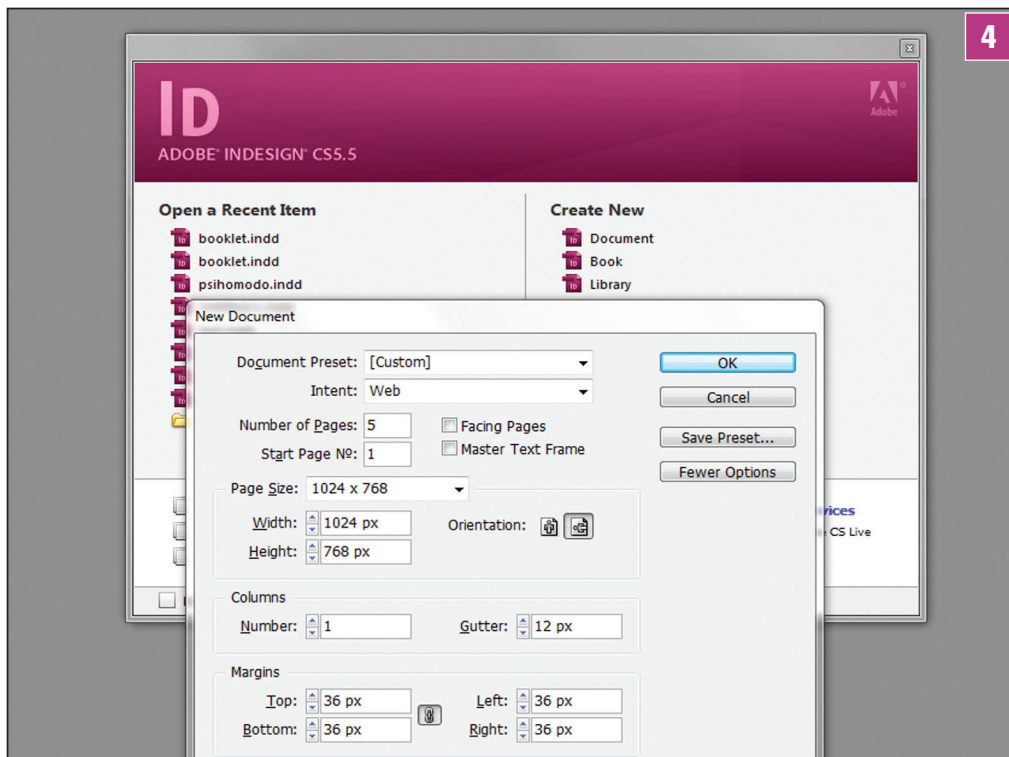 4
Id
ADOBE® INDESIGN® CS5.5
Adobe®
Open a Recent Item
booklet.indd
booklet.indd
psihomodo.indd
Create New
Document
Book
Library
New Document
Document Preset: [Custom]
Intent: Web
Number of Pages: 5
Facing Pages
Start Page Nº: 1
Master Text Frame
Page Size: 1024 x 768
Width: 1024 px
Orientation:
Height: 768 px
Columns
Number: 1
Gutter: 12 px
Margins
Top: 36 px
Left: 36 px
Bottom: 36 px
Right: 36 px
OK
Cancel
Save Preset...
Fewer Options
CS Live